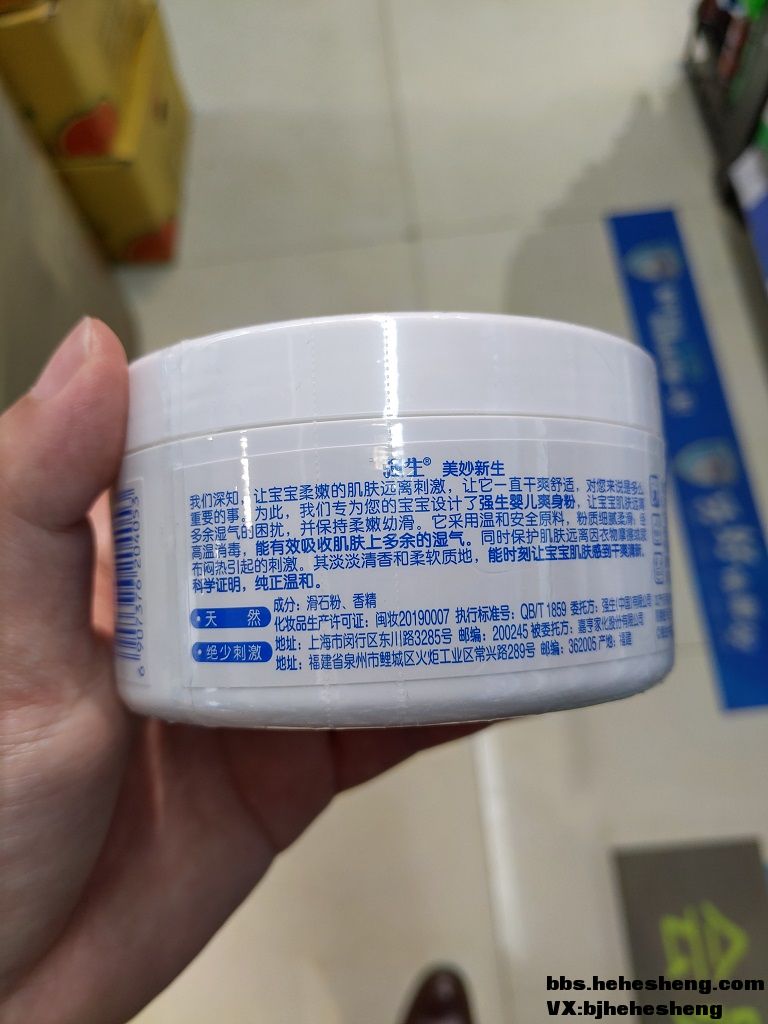 强生® 美妙新生
我们深知，让宝宝柔嫩的肌肤远离刺激，让它一直干爽舒适，对您来说是多么
重要的事。为此，我们专为您的宝宝设计了强生婴儿爽身粉，让宝宝肌肤远离
多余湿气的困扰，并保持柔嫩幼滑。它采用温和安全原料，粉质细腻柔滑，经
高温消毒，能有效吸收肌肤上多余的湿气。同时保护肌肤远离因衣物摩擦或尿
布闷热引起的刺激。其淡淡清香和柔软质地，能时刻让宝宝肌肤感到干爽清新。
科学证明，纯正温和。
•天 然
•绝少刺激
成分：滑石粉、香精
化妆品生产许可证：闽妆20190007 执行标准号：QB/T 1859 委托方：强生(中国)有限公司
地址：上海市闵行区东川路3285号 邮编：200245 被委托方：嘉亨家化股份有限公司
地址：福建省泉州市鲤城区火炬工业区常兴路289号 邮编：362005 产地：福建
6 907376 204053
bbs.hehesheng.com
VX:bjhehesheng